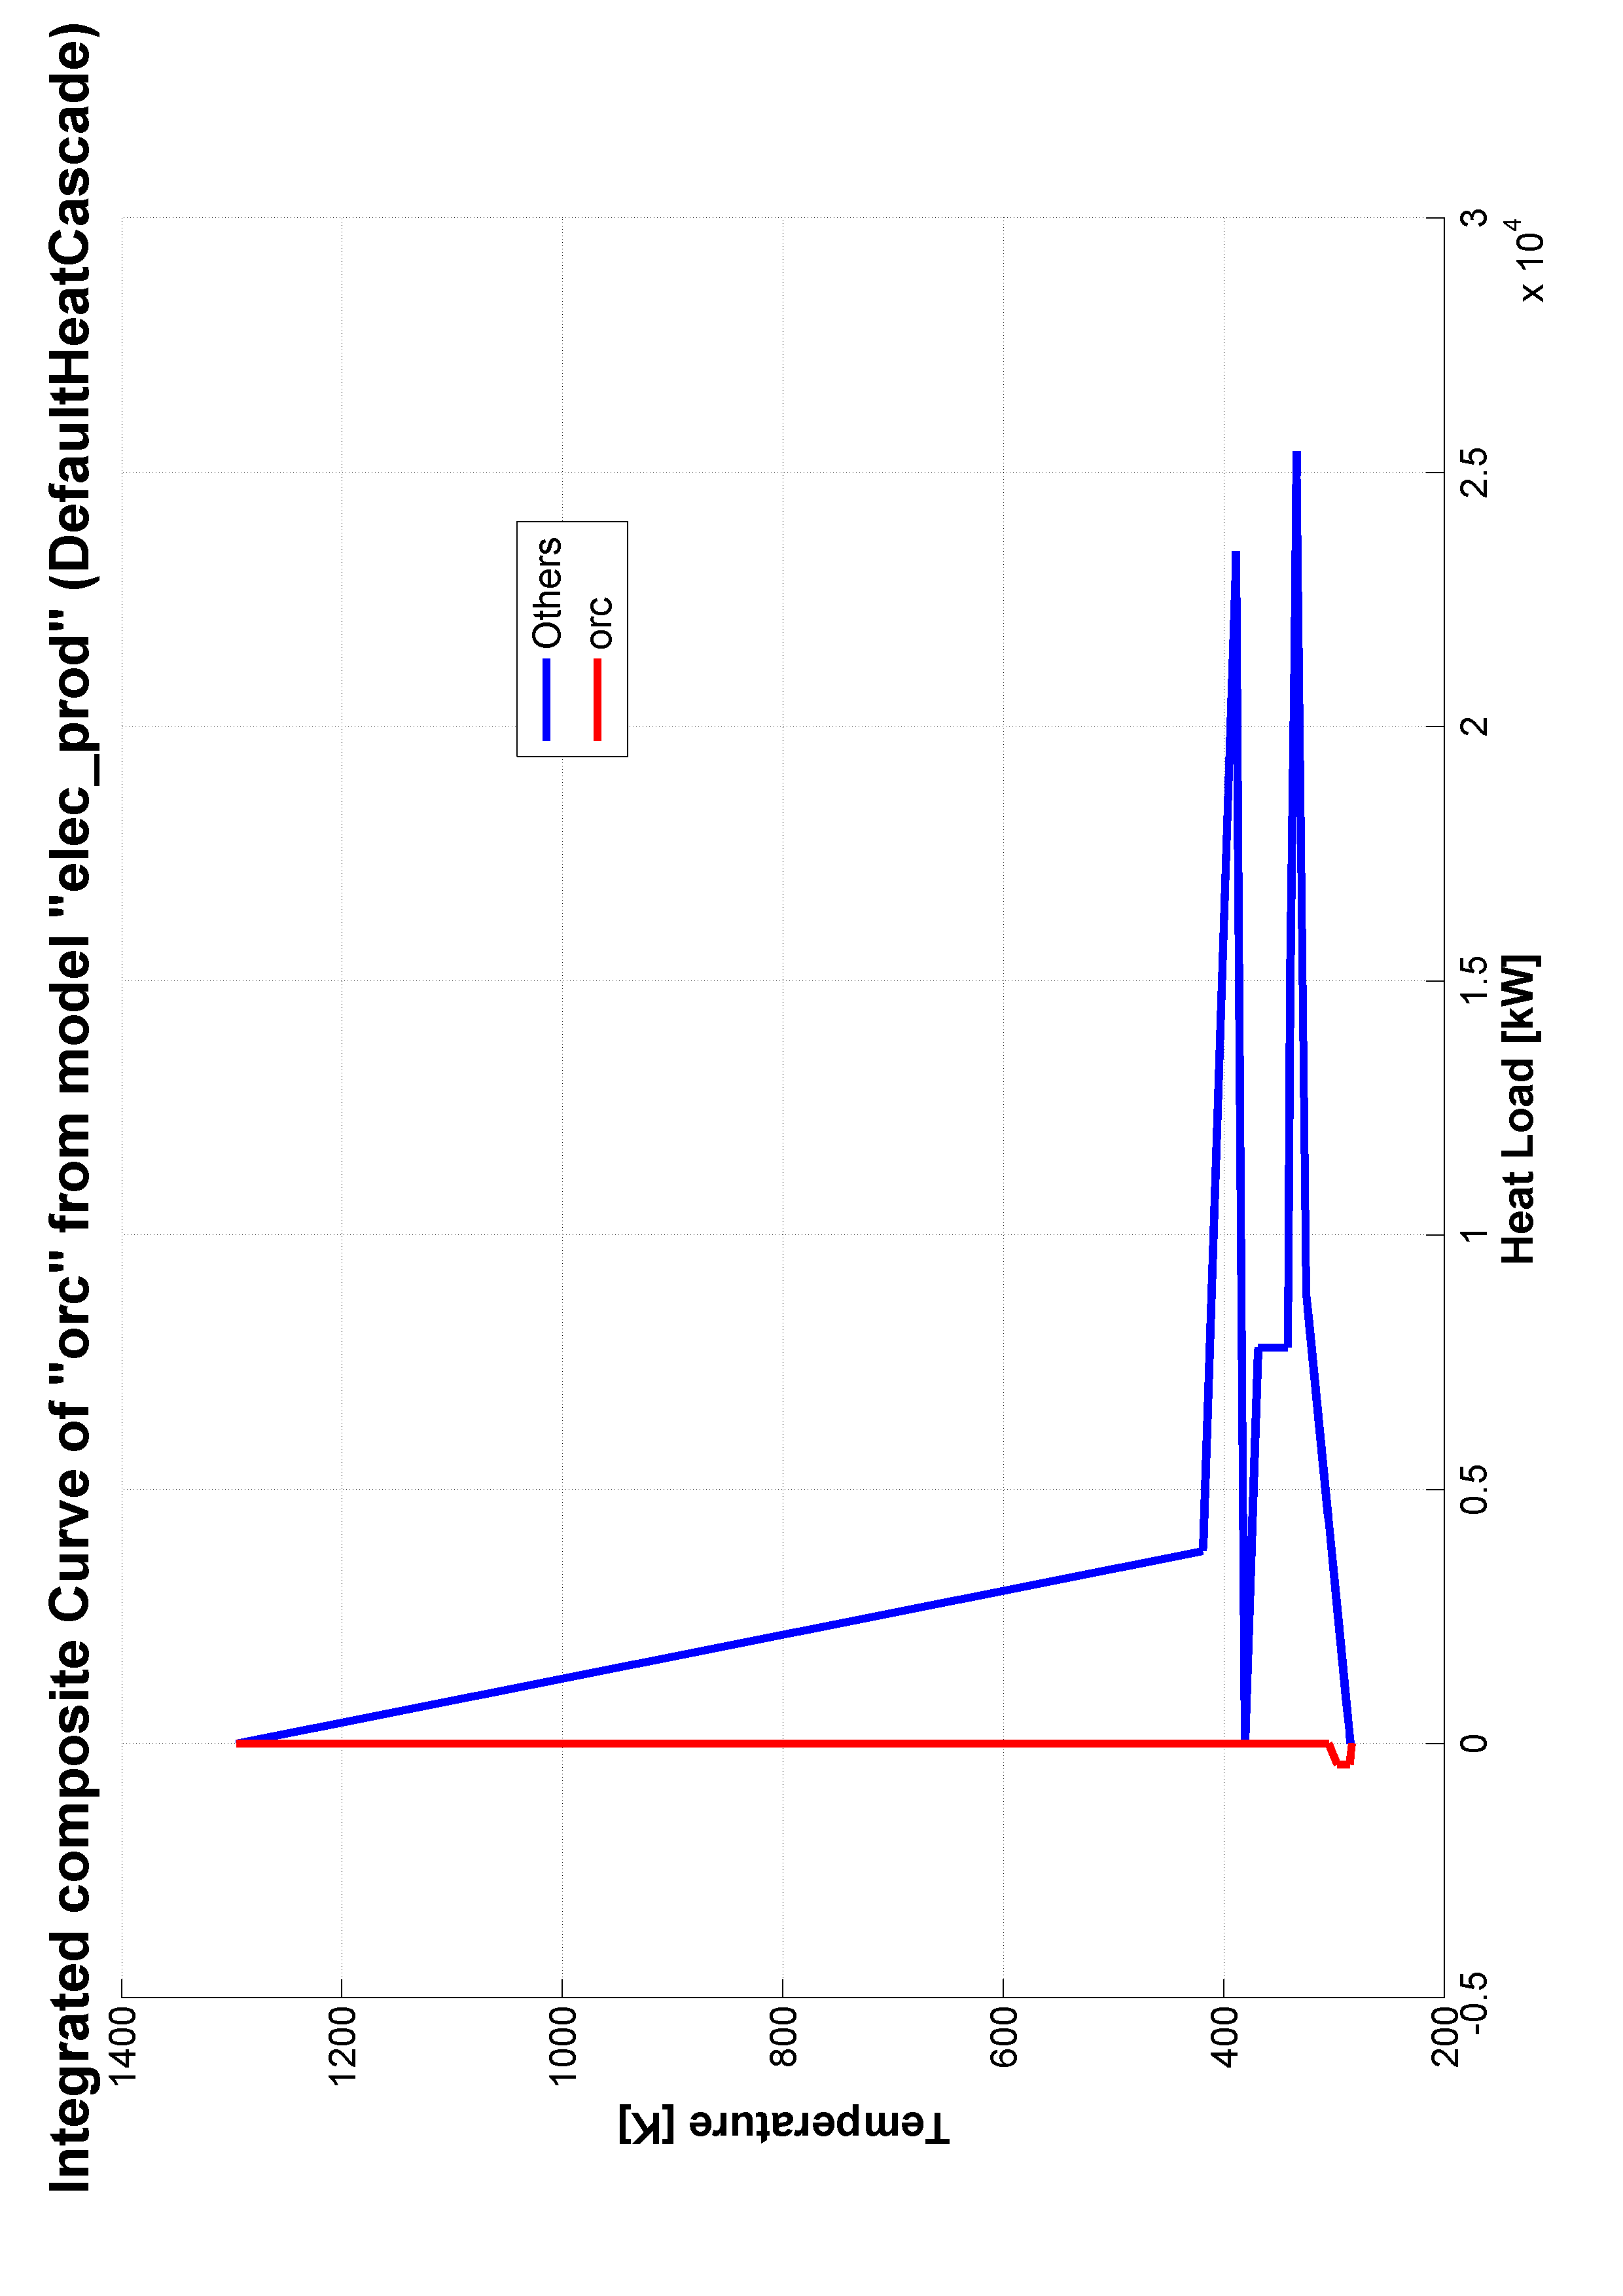 Integrated composite Curve of "orc" from model "elec_prod" (DefaultHeatCascade)
1400
1200
1000
800
600
400
200
Temperature [K]
Others
orc
-0.5
0
0.5
1
1.5
2
2.5
3
x 10^4
Heat Load [kW]